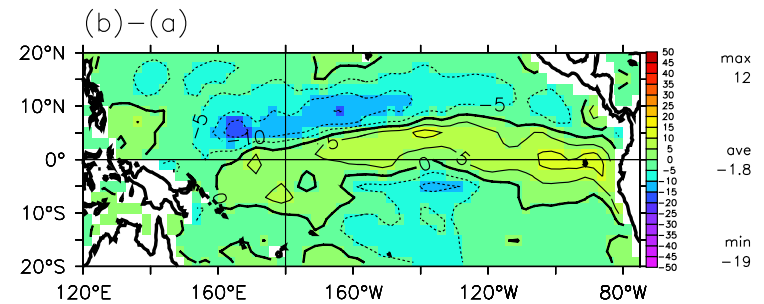 (b)−(a)
20°N
10°N
0°
10°S
20°S
120°E
160°E
160°W
120°W
80°W
−5
−5
−10
5
0
5
0
50
45
40
35
30
25
20
15
10
5
0
−5
−10
−15
−20
−25
−30
−35
−40
−45
−50
max
12
ave
−1.8
min
−19